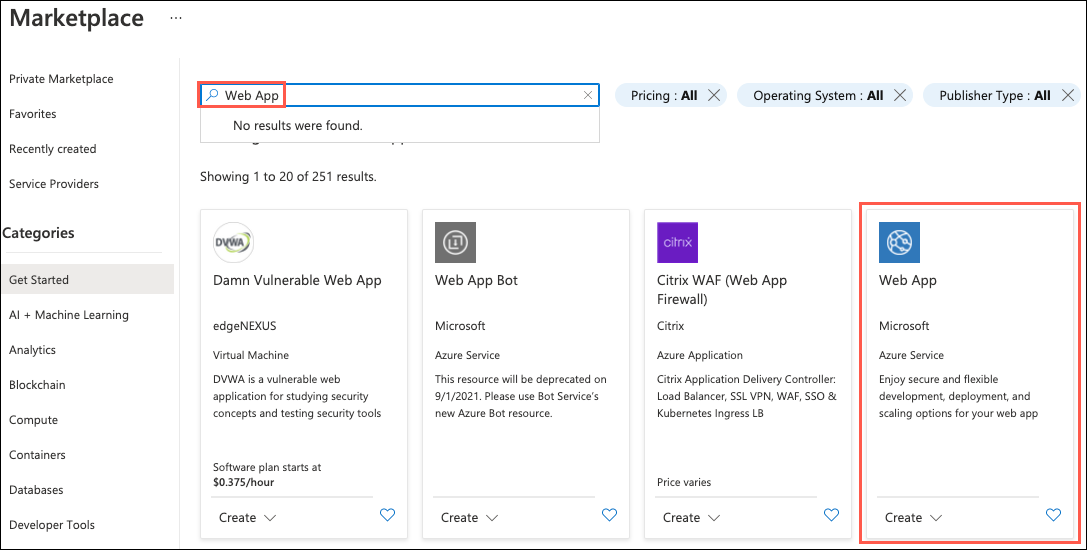 Marketplace ...
Private Marketplace
Favorites
Recently created
Service Providers
Categories
Get Started
AI + Machine Learning
Analytics
Blockchain
Compute
Containers
Databases
Developer Tools
Web App
Pricing : All
Operating System : All
Publisher Type : All
No results were found.
Showing 1 to 20 of 251 results.
DVWA
Damn Vulnerable Web App
edgeNEXUS
Virtual Machine
DVWA is a vulnerable web
application for studying security
concepts and testing security tools
Software plan starts at
$0.375/hour
Create
Web App Bot
Microsoft
Azure Service
This resource will be deprecated on
9/1/2021. Please use Bot Service's
new Azure Bot resource.
Create
citrix
Citrix WAF (Web App
Firewall)
Citrix
Azure Application
Citrix Application Delivery Controller:
Load Balancer, SSL VPN, WAF, SSO &
Kubernetes Ingress LB
Price varies
Create
Web App
Microsoft
Azure Service
Enjoy secure and flexible
development, deployment, and
scaling options for your web app
Create